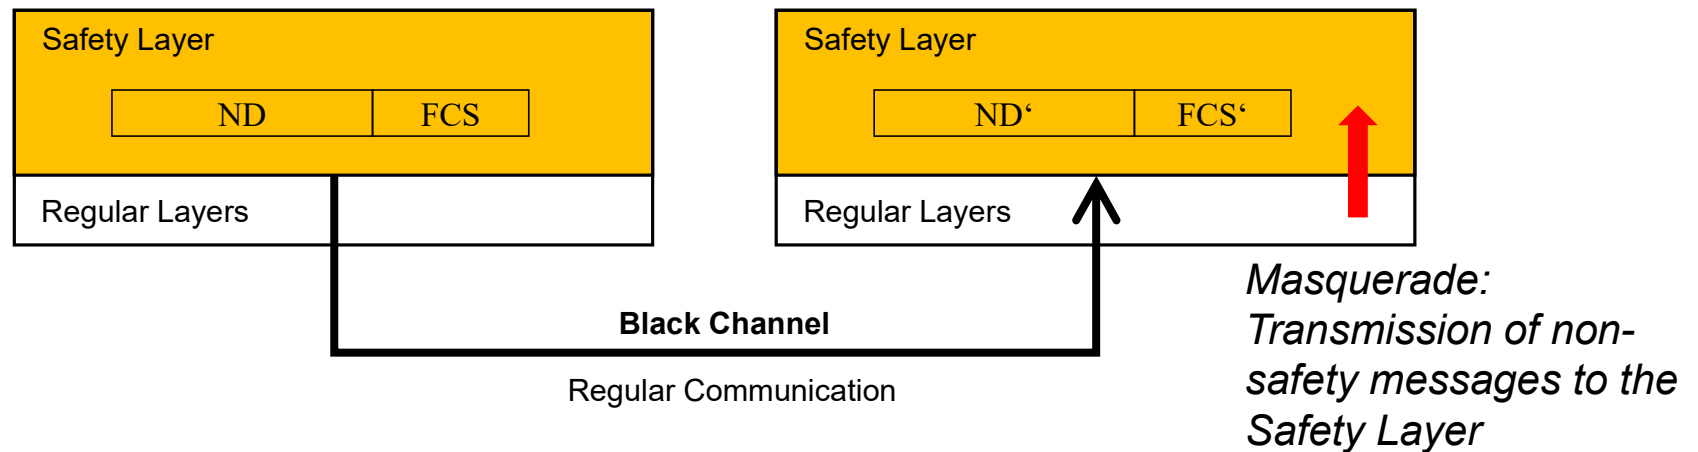 Safety Layer
ND FCS
Regular Layers
Safety Layer
ND‘ FCS‘
Regular Layers
Black Channel
Regular Communication
Masquerade:
Transmission of non-
safety messages to the
Safety Layer